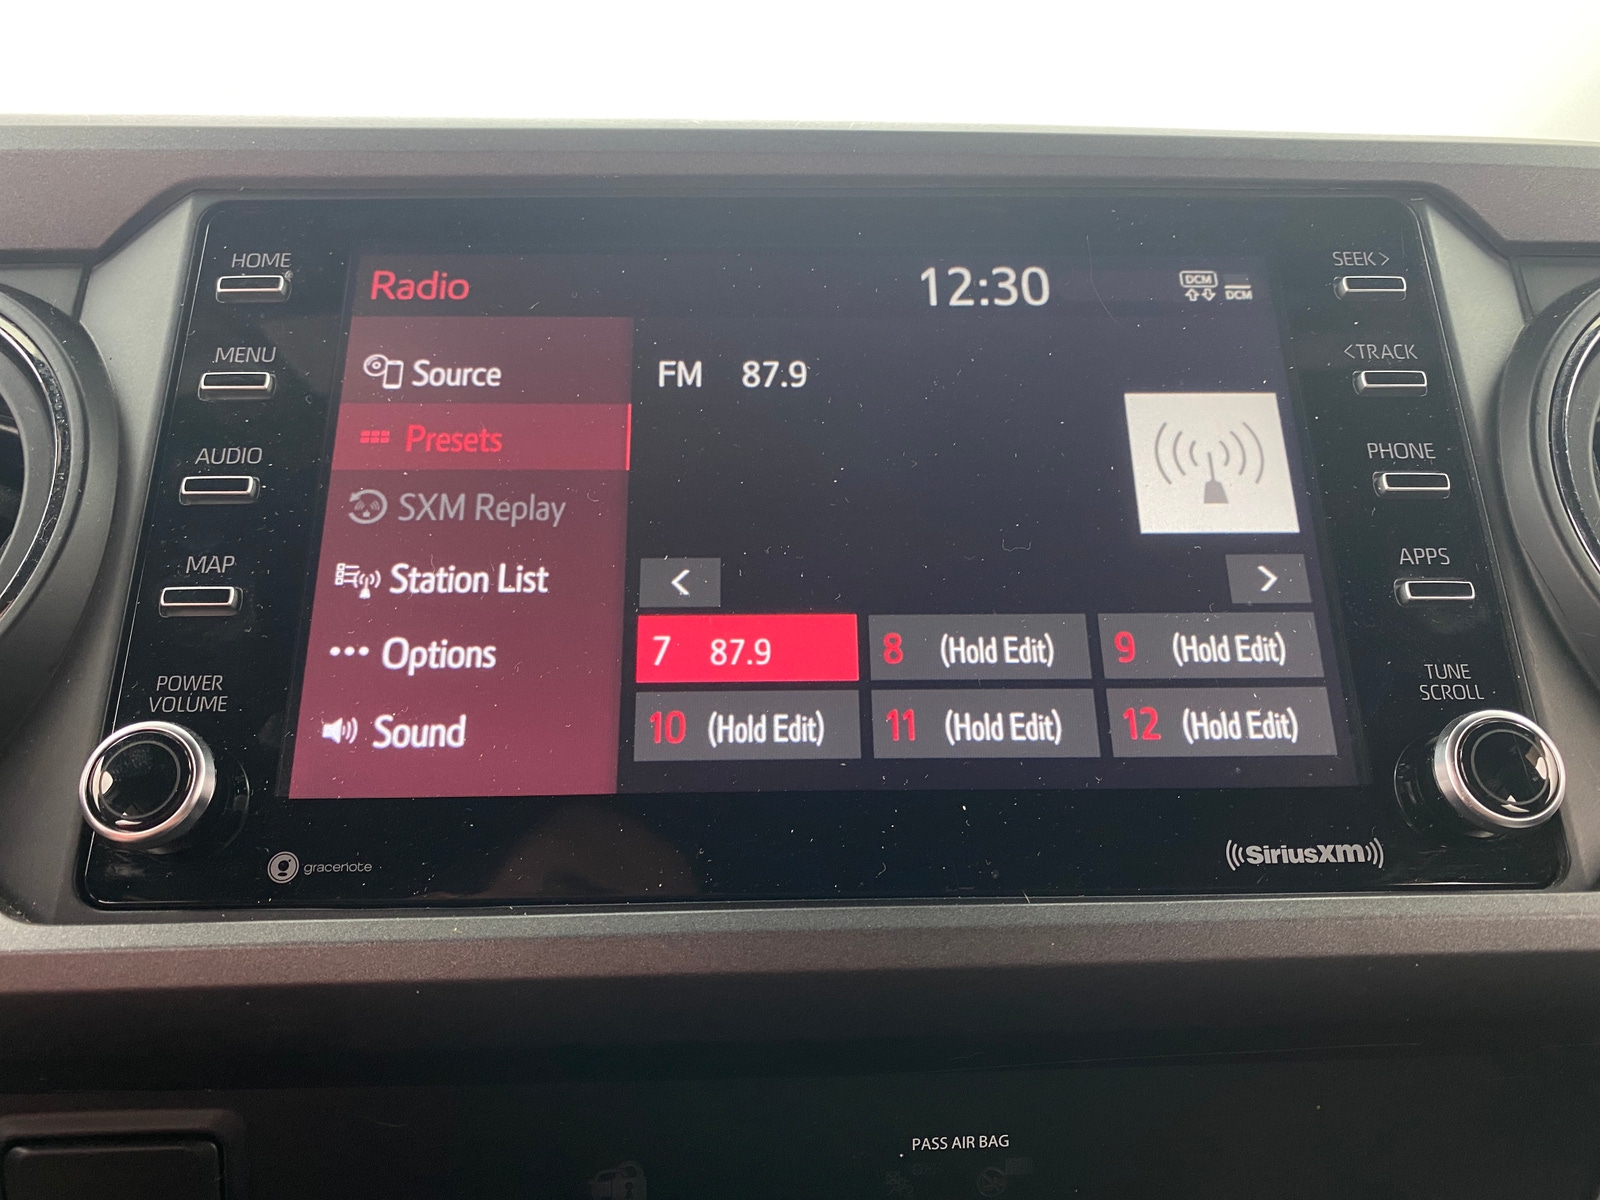 HOME
MENU
AUDIO
MAP
POWER
VOLUME
Radio
12:30
DCM
DCM
Source
Presets
SXM Replay
Station List
Options
Sound
FM 87.9
<
>
7 87.9
8 (Hold Edit)
9 (Hold Edit)
10 (Hold Edit)
11 (Hold Edit)
12 (Hold Edit)
SEEK >
< TRACK
PHONE
APPS
TUNE
SCROLL
gracenote
((SiriusXM))
PASS AIR BAG